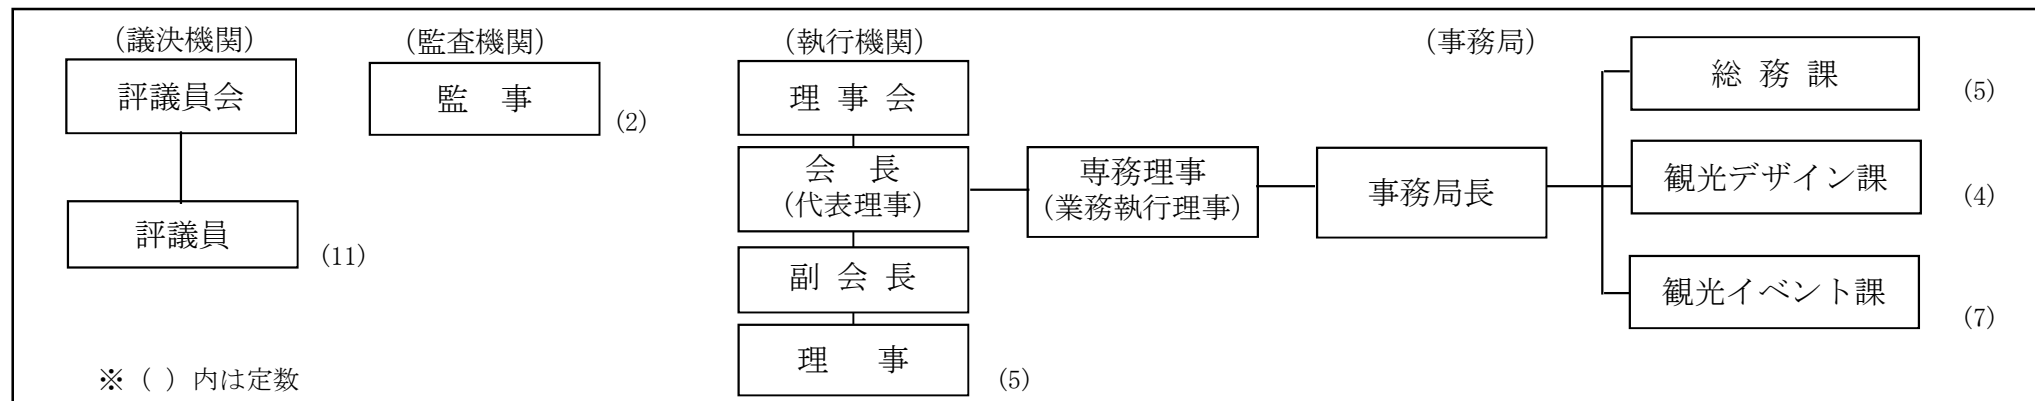 (議決機関)
評議員会
評議員
(11)
(監査機関)
監　事
(2)
(執行機関)
理 事 会
会　長
(代表理事)
副 会 長
理　事
(5)
専務理事
(業務執行理事)
(事務局)
事務局長
総 務 課
(5)
観光デザイン課
(4)
観光イベント課
(7)
※ ( ) 内は定数